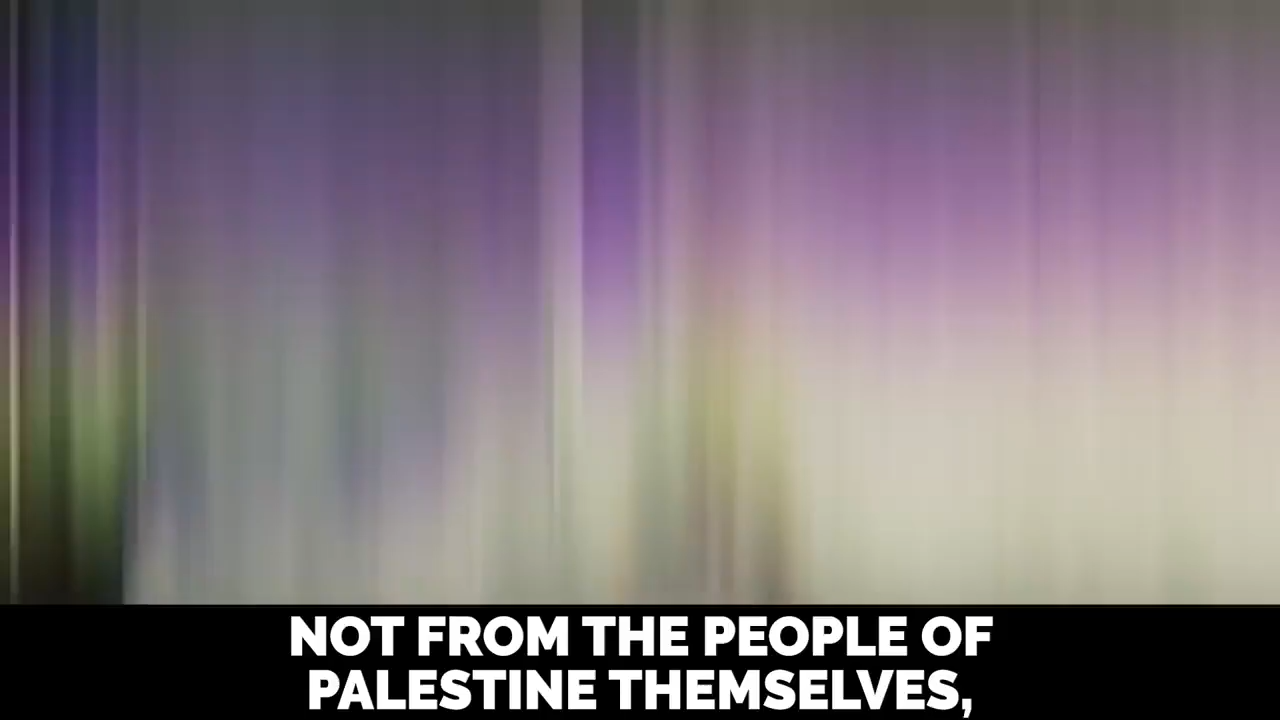 NOT FROM THE PEOPLE OF
PALESTINE THEMSELVES,